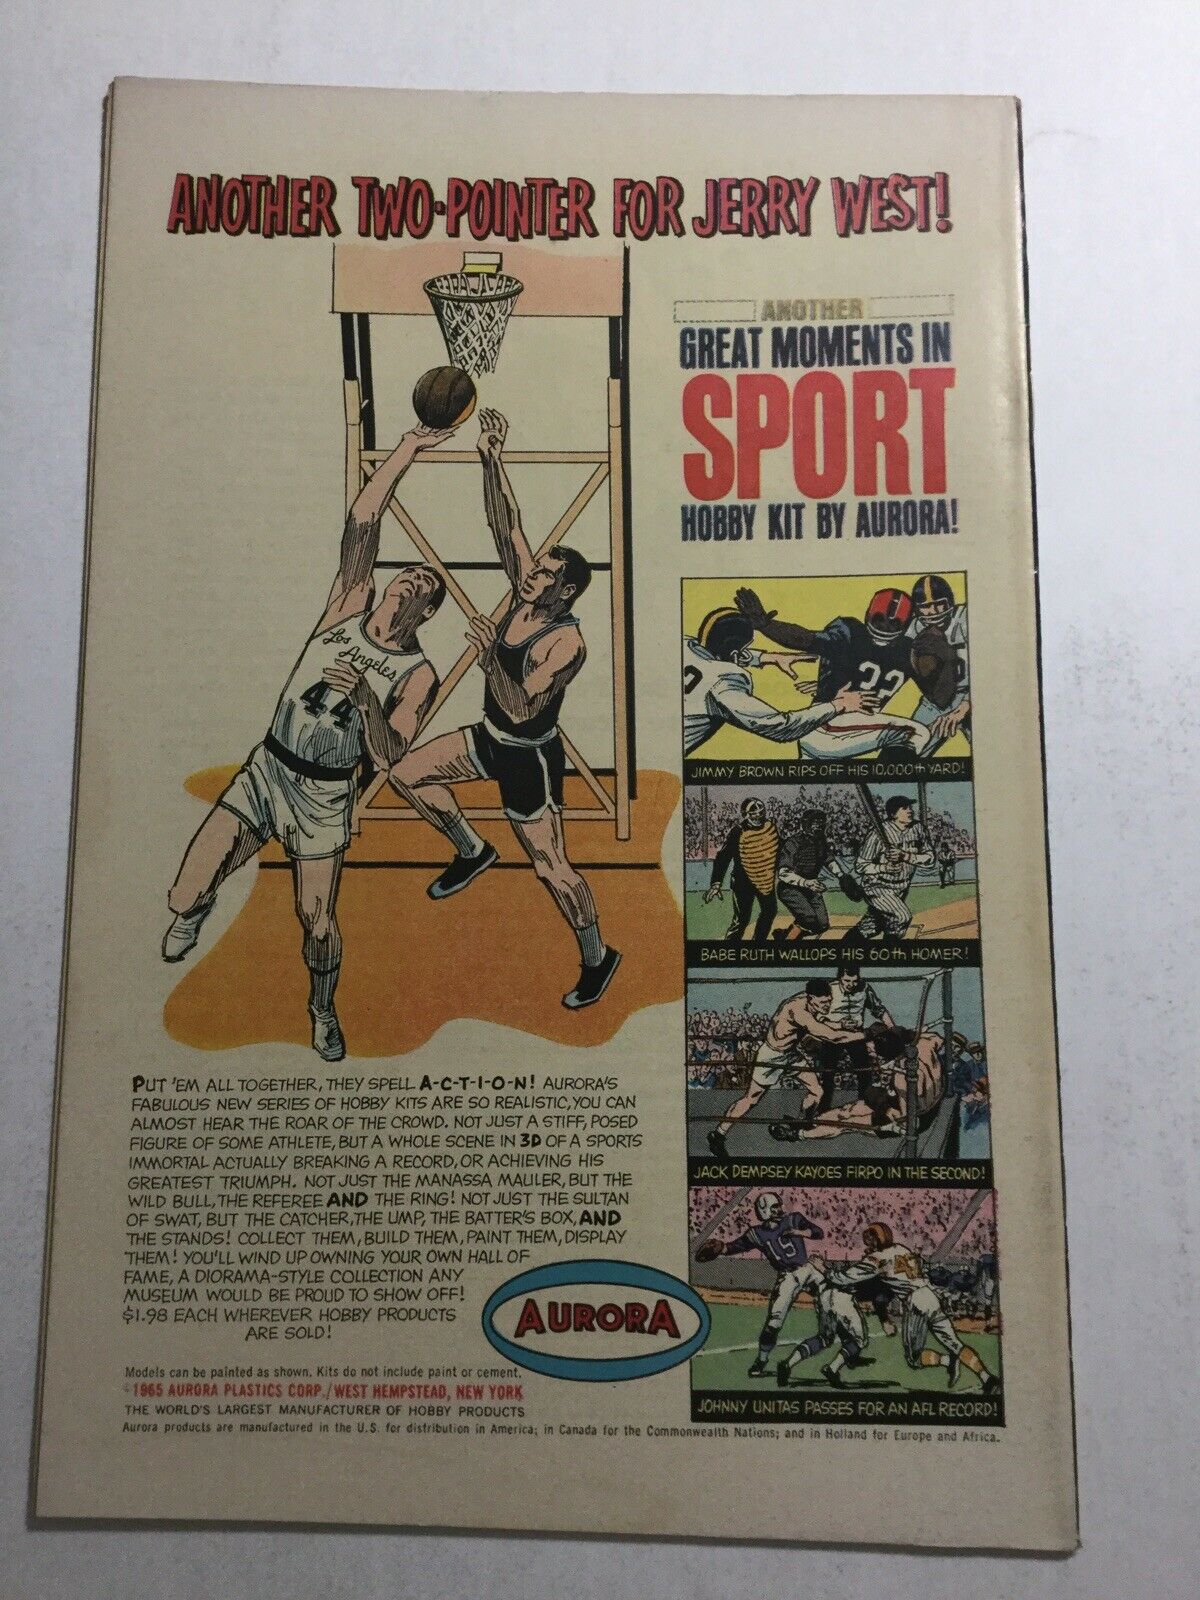 ANOTHER TWO-POINTER FOR JERRY WEST!
ANOTHER
GREAT MOMENTS IN
SPORT
HOBBY KIT BY AURORA!
Los Angeles
44
32
JIMMY BROWN RIPS OFF HIS 10,000th YARD!
BABE RUTH WALLOPS HIS 60th HOMER!
JACK DEMPSEY KAYOES FIRPO IN THE SECOND!
JOHNNY UNITAS PASSES FOR AN AFL RECORD!
PUT 'EM ALL TOGETHER, THEY SPELL A-C-T-I-O-N! AURORA'S
FABULOUS NEW SERIES OF HOBBY KITS ARE SO REALISTIC, YOU CAN
ALMOST HEAR THE ROAR OF THE CROWD. NOT JUST A STIFF, POSED
FIGURE OF SOME ATHLETE, BUT A WHOLE SCENE IN 3D OF A SPORTS
IMMORTAL ACTUALLY BREAKING A RECORD, OR ACHIEVING HIS
GREATEST TRIUMPH. NOT JUST THE MANASSA MAULER, BUT THE
WILD BULL, THE REFEREE AND THE RING! NOT JUST THE SULTAN
OF SWAT, BUT THE CATCHER, THE UMP, THE BATTER'S BOX, AND
THE STANDS! COLLECT THEM, BUILD THEM, PAINT THEM, DISPLAY
THEM! YOU'LL WIND UP OWNING YOUR OWN HALL OF
FAME, A DIORAMA-STYLE COLLECTION ANY
MUSEUM WOULD BE PROUD TO SHOW OFF!
$1.98 EACH WHEREVER HOBBY PRODUCTS
ARE SOLD!
AURORA
Models can be painted as shown. Kits do not include paint or cement.
©1965 AURORA PLASTICS CORP./WEST HEMPSTEAD, NEW YORK
THE WORLD'S LARGEST MANUFACTURER OF HOBBY PRODUCTS
Aurora products are manufactured in the U.S. for distribution in America; in Canada for the Commonwealth Nations; and in Holland for Europe and Africa.